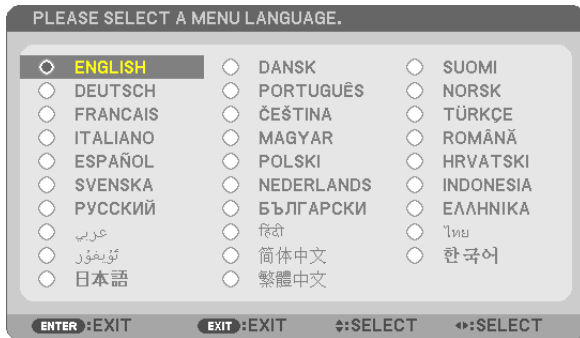 PLEASE SELECT A MENU LANGUAGE.
ENGLISH DANSK SUOMI
DEUTSCH PORTUGUÊS NORSK
FRANCAIS ČEŠTINA TÜRKÇE
ITALIANO MAGYAR ROMÂNĂ
ESPAÑOL POLSKI HRVATSKI
SVENSKA NEDERLANDS INDONESIA
РУССКИЙ БЪЛГАРСКИ ΕΛΛΗΝΙΚΑ
عربي हिंदी ไทย
ئۇيغۇر 简体中文 한국어
日本語 繁體中文
ENTER :EXIT EXIT :EXIT :SELECT :SELECT